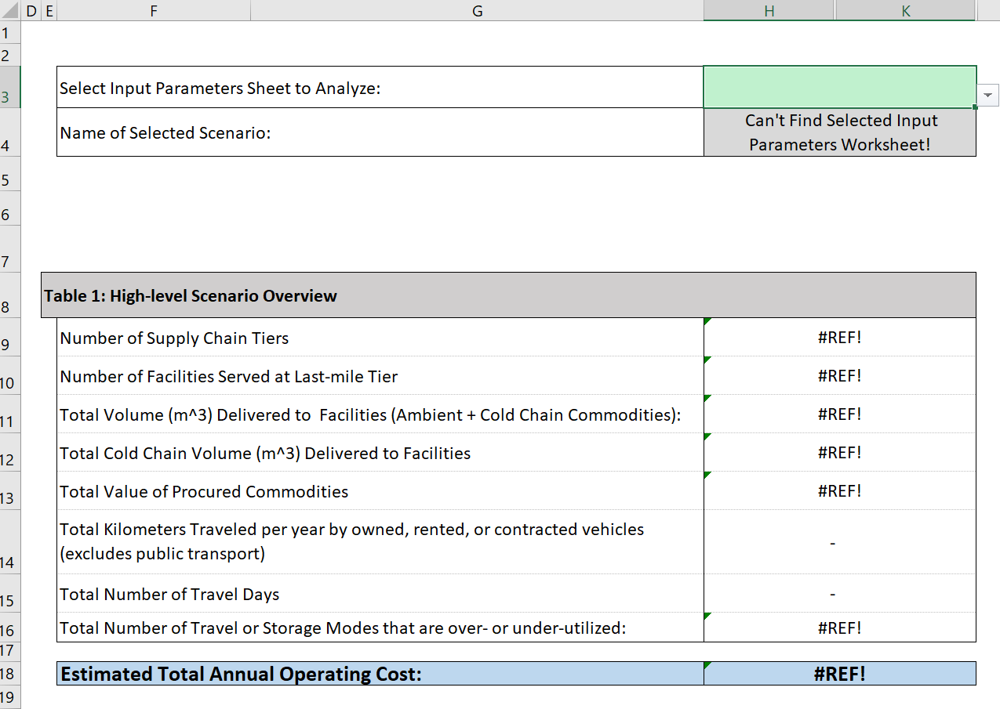 D E F G H K
1
2
3 Select Input Parameters Sheet to Analyze:
4 Name of Selected Scenario: Can't Find Selected Input
Parameters Worksheet!
5
6
7
8 Table 1: High-level Scenario Overview
9 Number of Supply Chain Tiers #REF!
10 Number of Facilities Served at Last-mile Tier #REF!
11 Total Volume (m^3) Delivered to  Facilities (Ambient + Cold Chain Commodities): #REF!
12 Total Cold Chain Volume (m^3) Delivered to Facilities #REF!
13 Total Value of Procured Commodities #REF!
Total Kilometers Traveled per year by owned, rented, or contracted vehicles
14 (excludes public transport) -
15 Total Number of Travel Days -
16 Total Number of Travel or Storage Modes that are over- or under-utilized: #REF!
17
18 Estimated Total Annual Operating Cost: #REF!
19